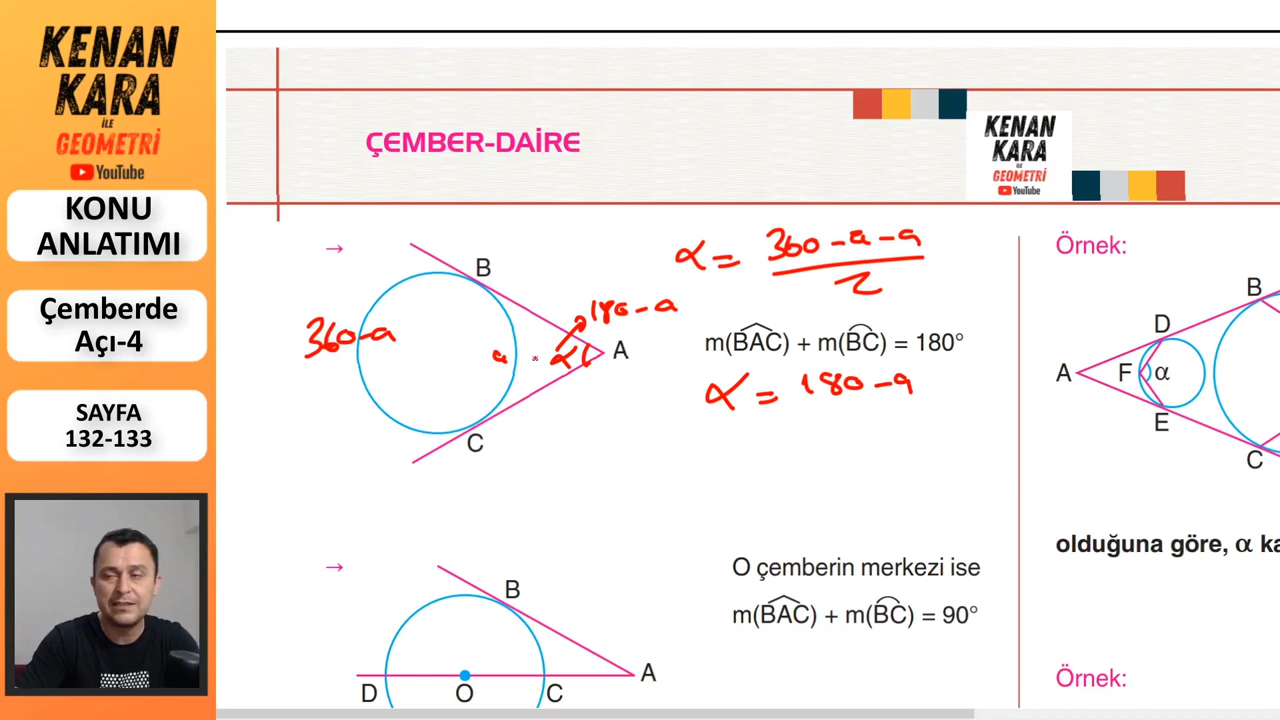 KENAN
KARA
İLE
GEOMETRİ
YouTube
KONU
ANLATIMI
Çemberde
Açı-4
SAYFA
132-133
ÇEMBER-DAİRE
KENAN
KARA
İLE
GEOMETRİ
YouTube
→
B
A
C
360-a
a
α
180-a
α = 360-a-a
2
m(BAC) + m(BC) = 180°
α = 180-a
Örnek:
B
D
A
F
α
E
C
olduğuna göre, α ka
→
B
A
D
O
C
O çemberin merkezi ise
m(BAC) + m(BC) = 90°
Örnek: